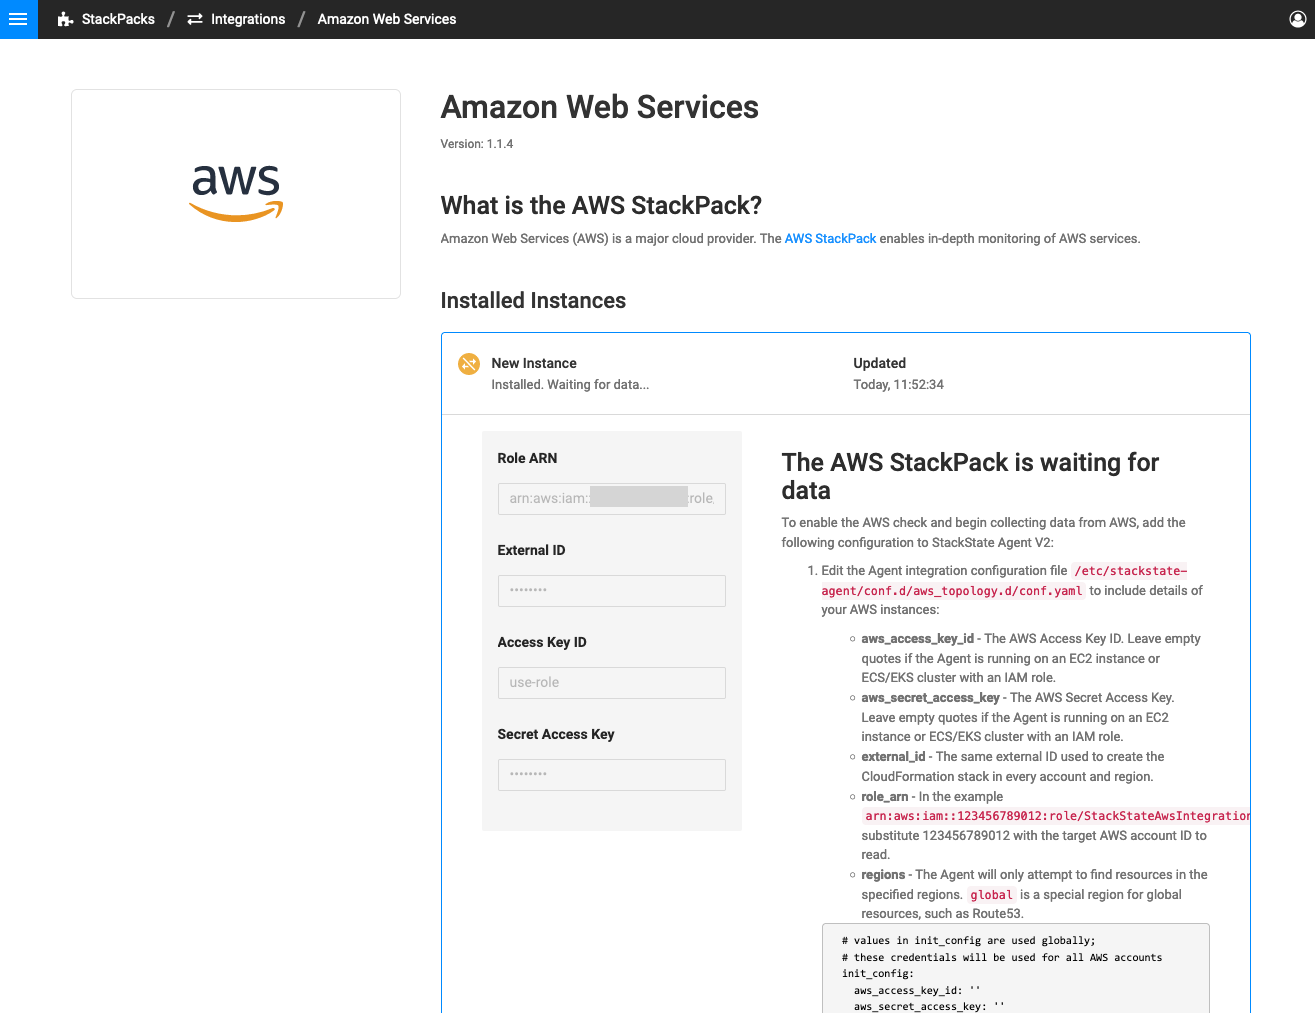 StackPacks / Integrations / Amazon Web Services
aws
Amazon Web Services
Version: 1.1.4
What is the AWS StackPack?
Amazon Web Services (AWS) is a major cloud provider. The AWS StackPack enables in-depth monitoring of AWS services.
Installed Instances
New Instance
Installed. Waiting for data...
Updated
Today, 11:52:34
Role ARN
arn:aws:iam: :role
External ID
••••••••
Access Key ID
use-role
Secret Access Key
••••••••
The AWS StackPack is waiting for
data
To enable the AWS check and begin collecting data from AWS, add the
following configuration to StackState Agent V2:
1. Edit the Agent integration configuration file /etc/stackstate-
agent/conf.d/aws_topology.d/conf.yaml to include details of
your AWS instances:
◦ aws_access_key_id - The AWS Access Key ID. Leave empty
quotes if the Agent is running on an EC2 instance or
ECS/EKS cluster with an IAM role.
◦ aws_secret_access_key - The AWS Secret Access Key.
Leave empty quotes if the Agent is running on an EC2
instance or ECS/EKS cluster with an IAM role.
◦ external_id - The same external ID used to create the
CloudFormation stack in every account and region.
◦ role_arn - In the example
arn:aws:iam::123456789012:role/StackStateAwsIntegration
substitute 123456789012 with the target AWS account ID to
read.
◦ regions - The Agent will only attempt to find resources in the
specified regions. global is a special region for global
resources, such as Route53.
# values in init_config are used globally;
# these credentials will be used for all AWS accounts
init_config:
aws_access_key_id: ''
aws_secret_access_key: ''